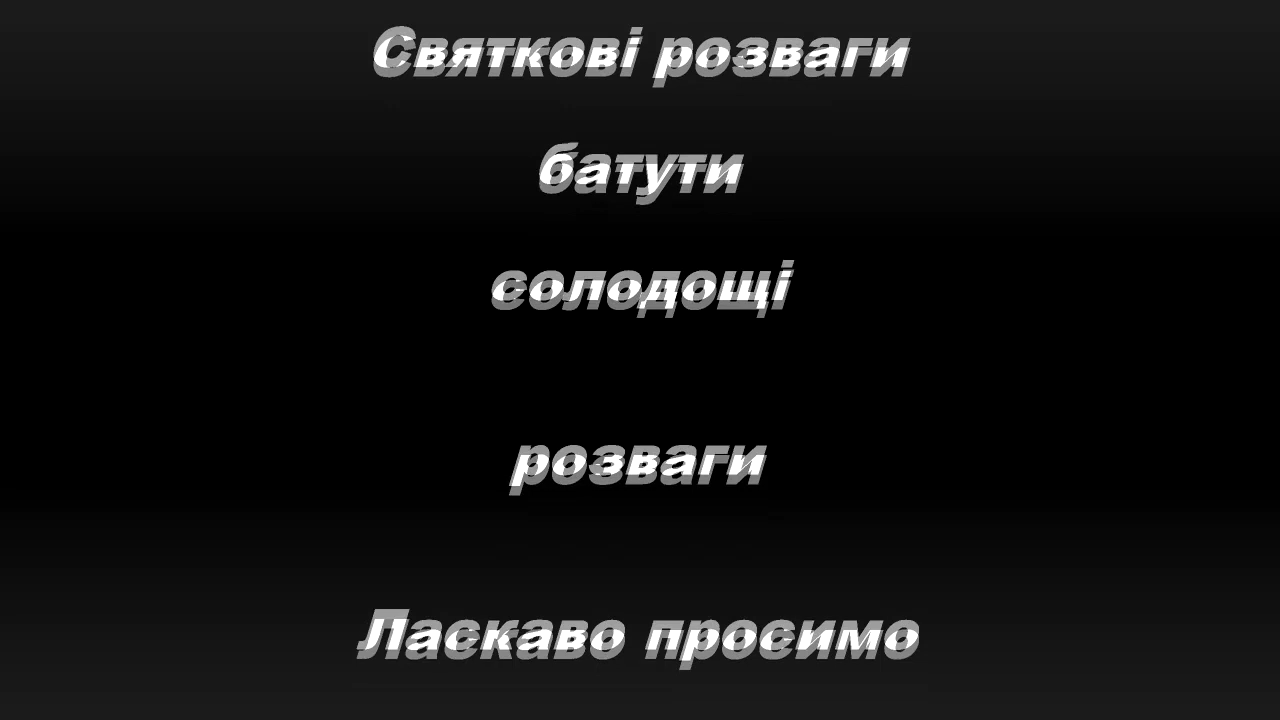 Святкові розваги
батути
солодощі
розваги
Ласкаво просимо